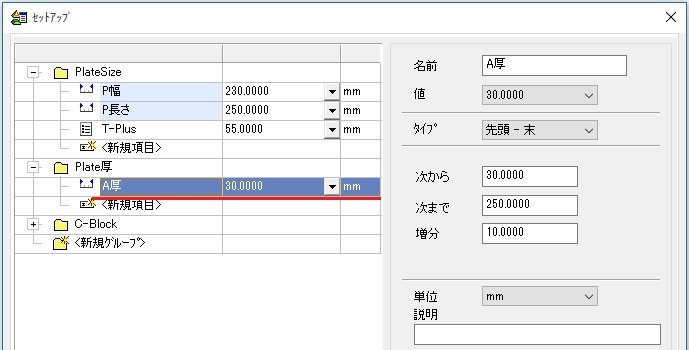 セットアップ
PlateSize
P幅 230.0000 mm
P長さ 250.0000 mm
T-Plus 55.0000 mm
<新規項目>
Plate厚
A厚 30.0000 mm
<新規項目>
C-Block
<新規グループ>
名前 A厚
値 30.0000
タイプ 先頭 - 末
次から 30.0000
次まで 250.0000
増分 10.0000
単位 mm
説明